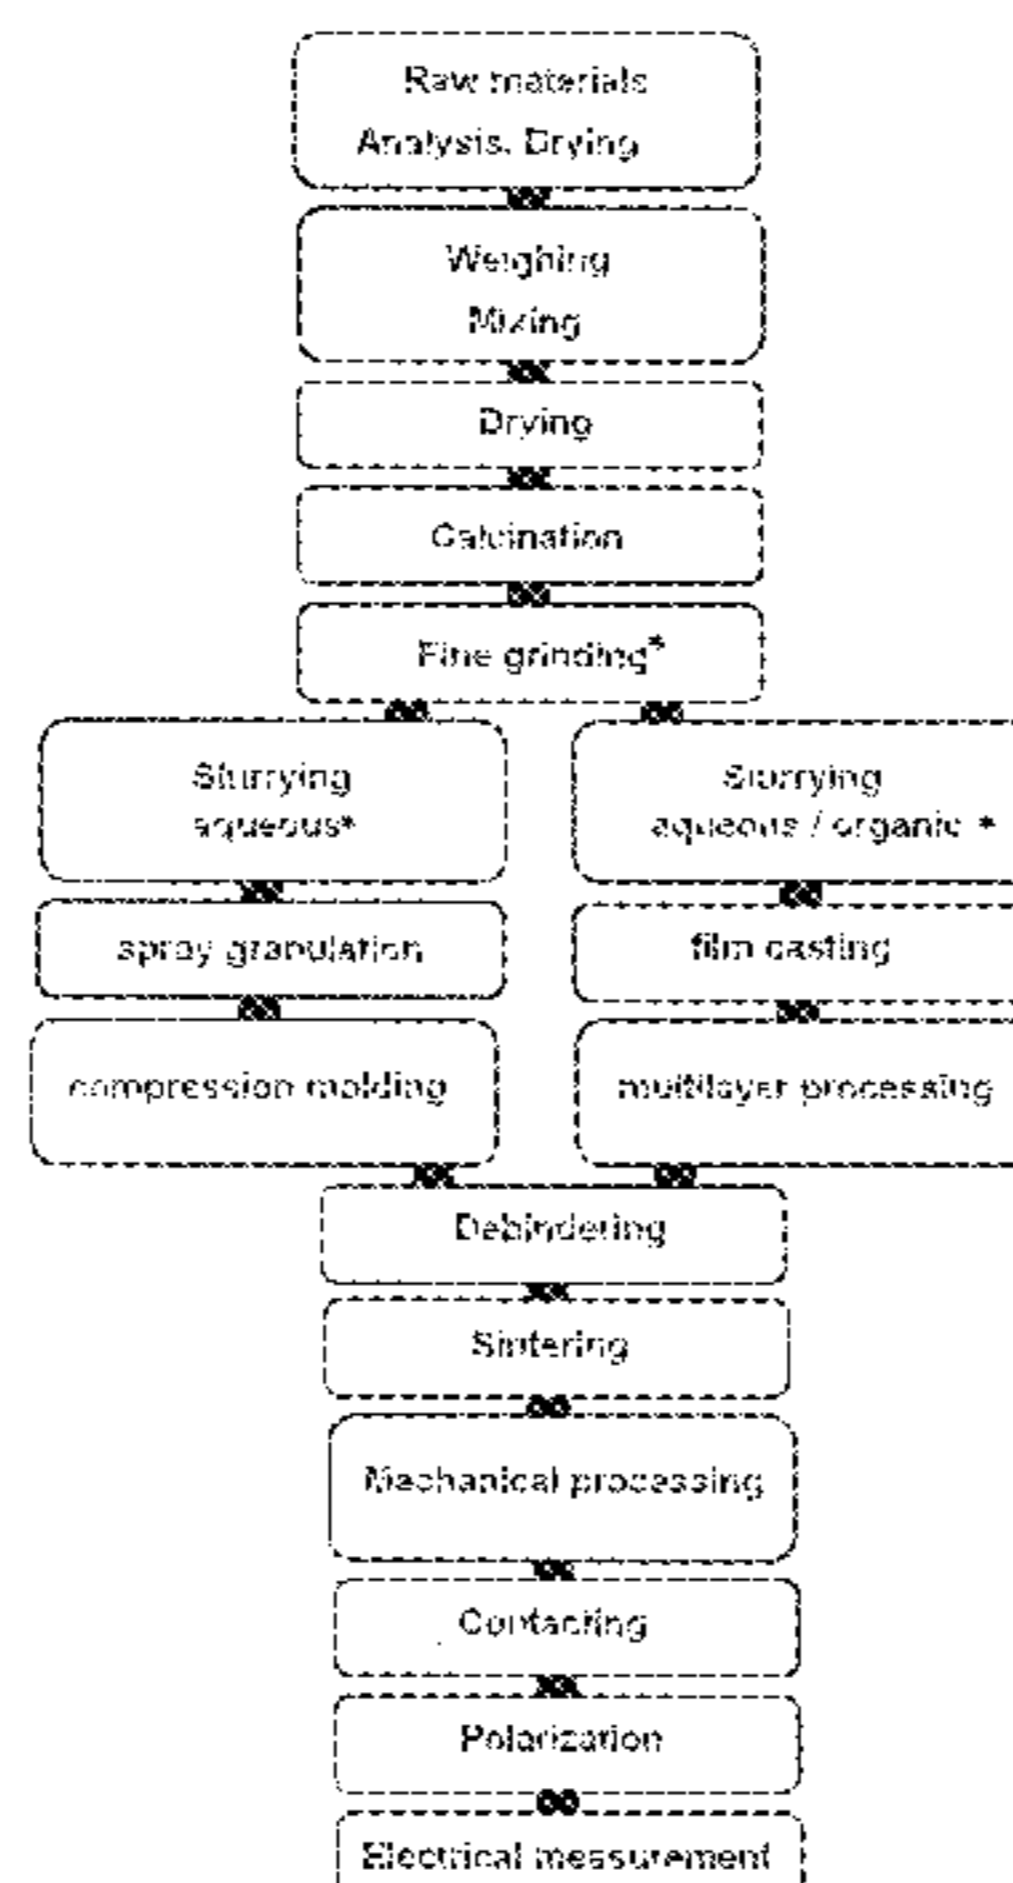 Raw materials
Analysis. Drying
Weighing
Mixing
Drying
Calcination
Fine grinding*
Slurrying
aqueous*
Slurrying
aqueous / organic *
spray granulation
film casting
compression molding
multilayer processing
Debindering
Sintering
Mechanical processing
Contacting
Polarization
Electrical measurement